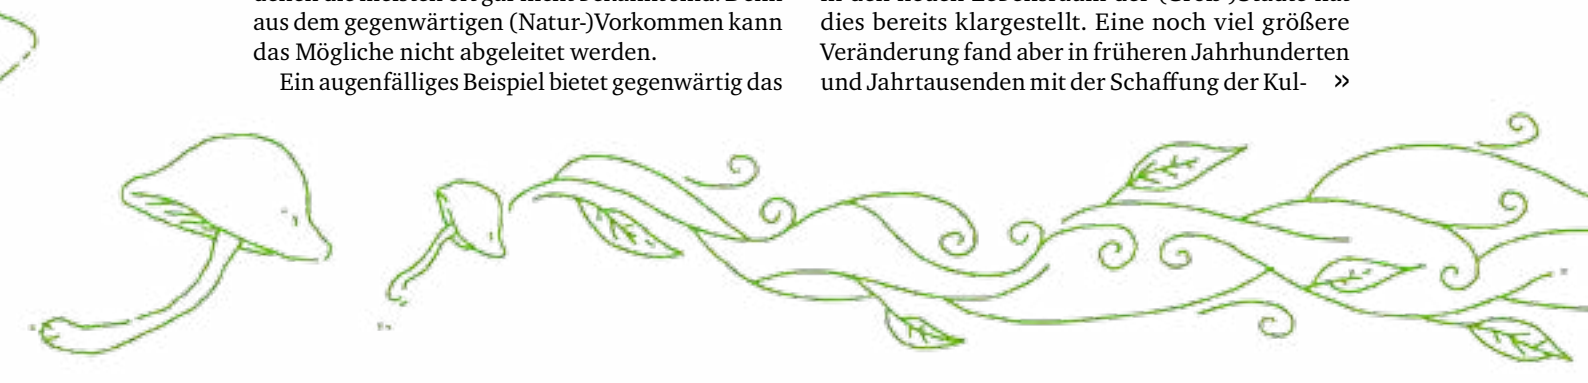 aus dem gegenwärtigen (Natur-)Vorkommen kann
das Mögliche nicht abgeleitet werden.
Ein augenfälliges Beispiel bietet gegenwärtig das
dies bereits klargestellt. Eine noch viel größere
Veränderung fand aber in früheren Jahrhunderten
und Jahrtausenden mit der Schaffung der Kul- »